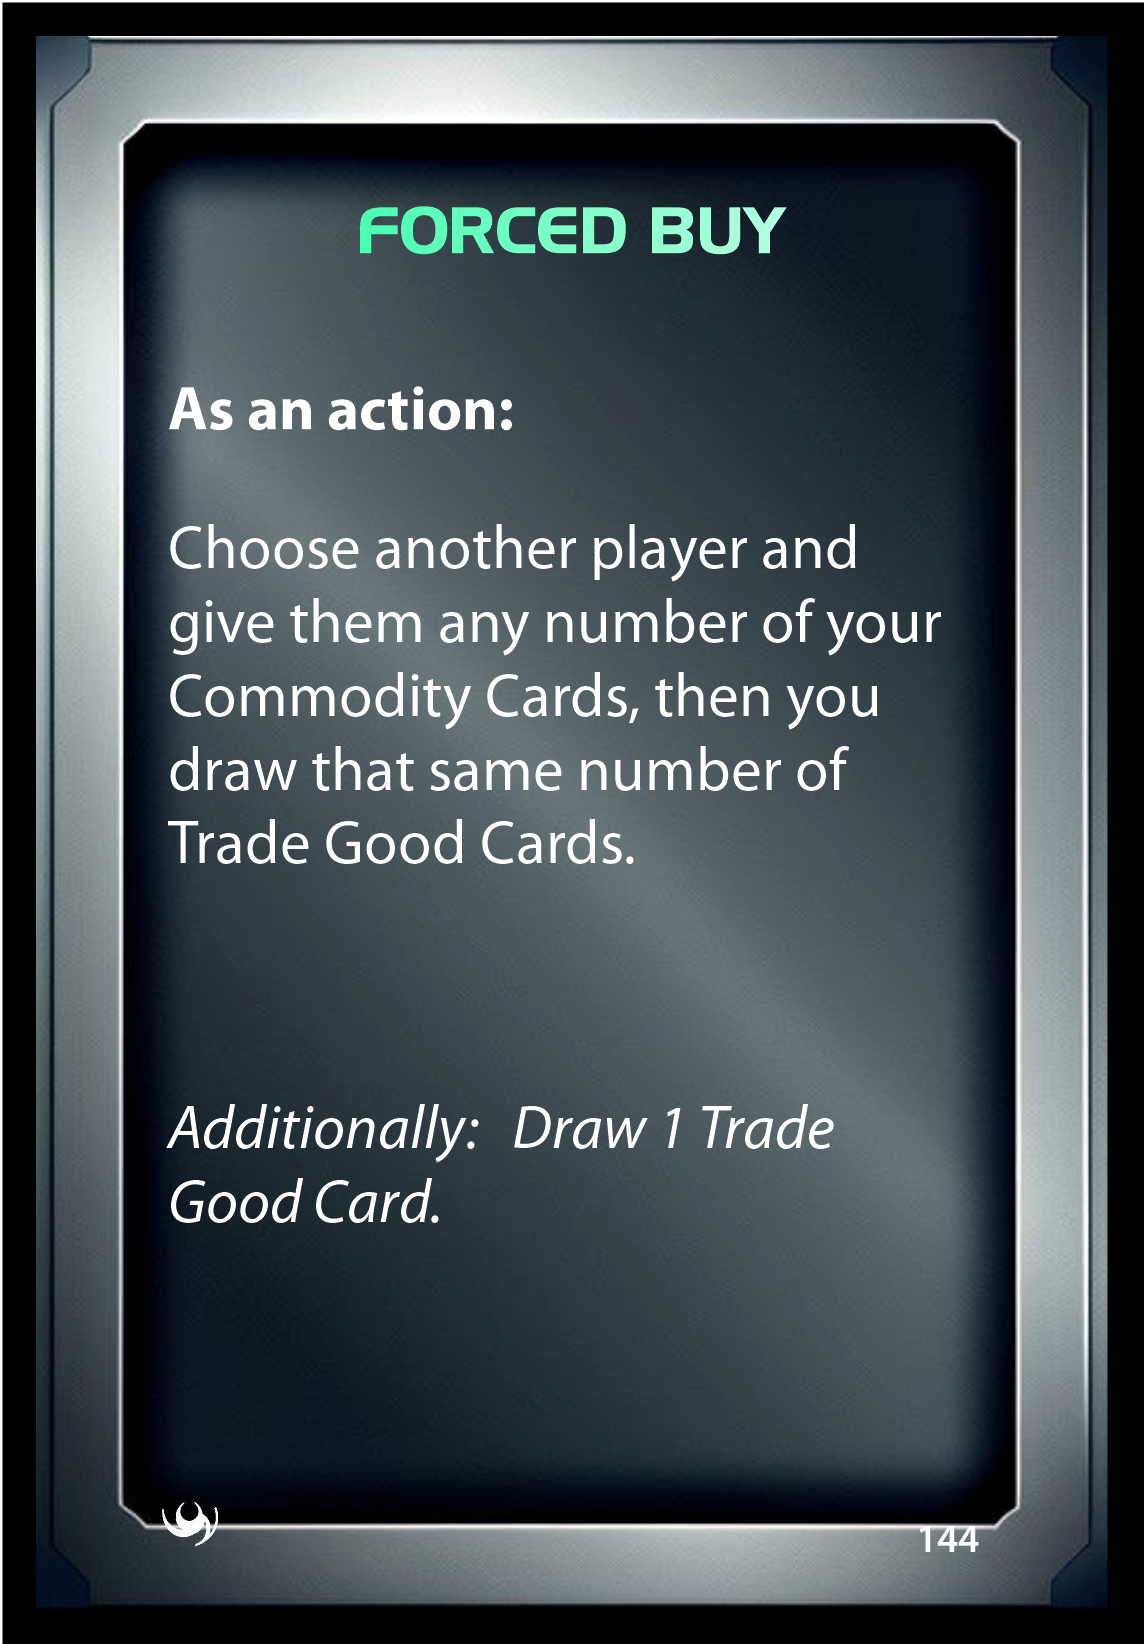 FORCED BUY
As an action:
Choose another player and
give them any number of your
Commodity Cards, then you
draw that same number of
Trade Good Cards.
Additionally: Draw 1 Trade
Good Card.
144